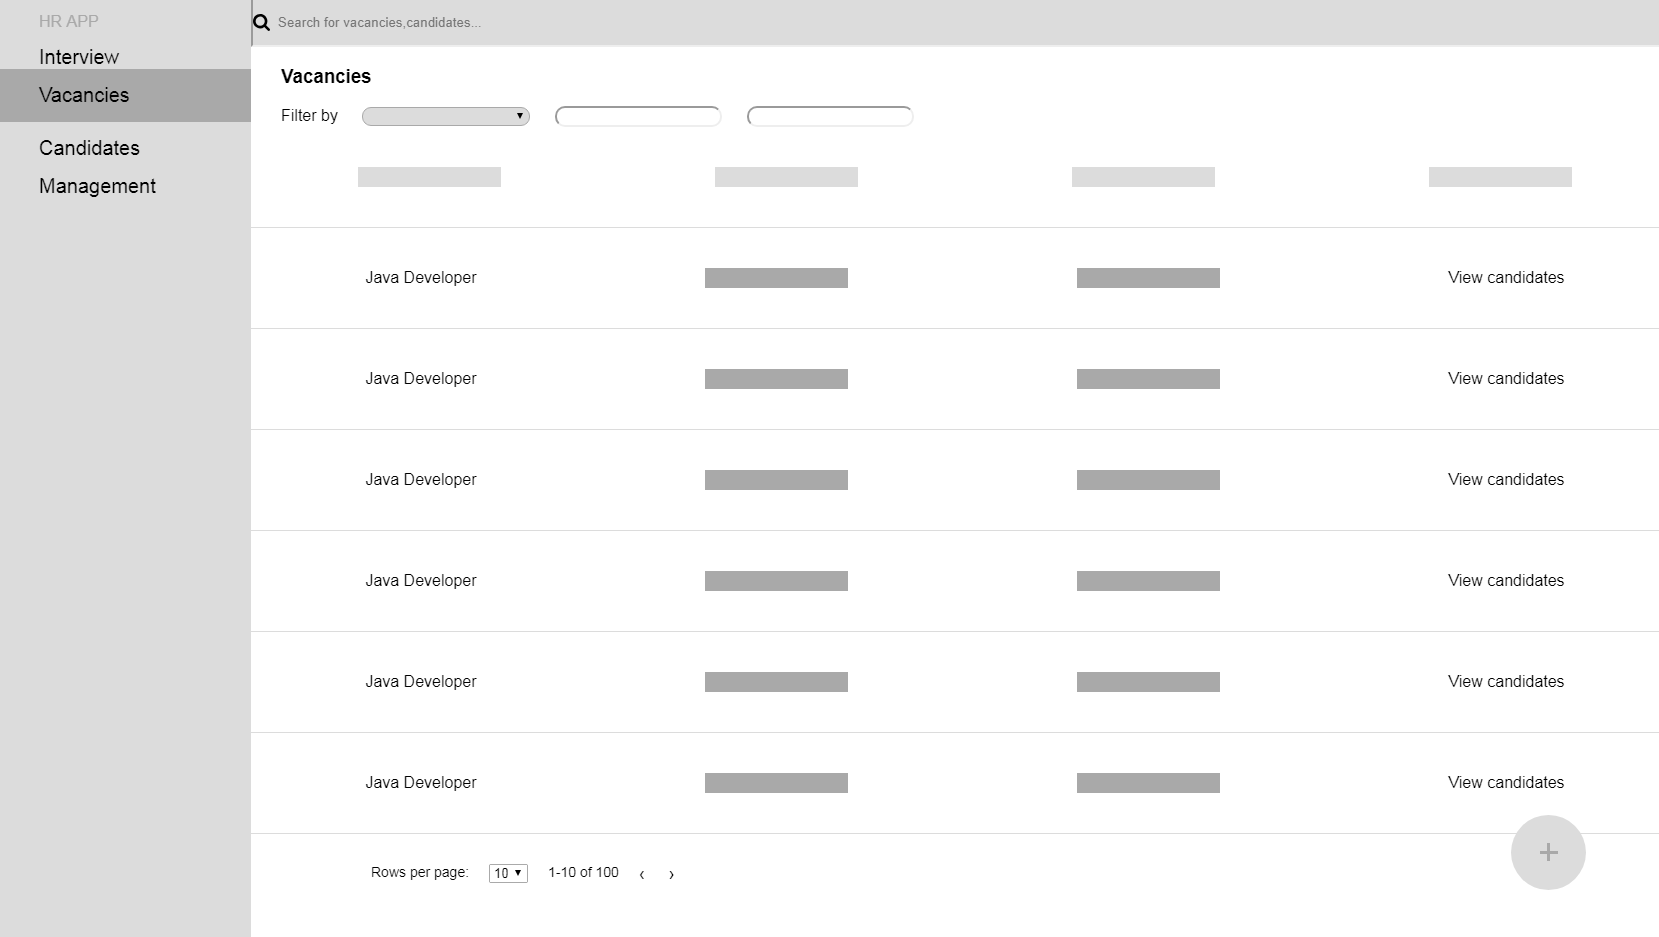 HR APP
Interview
Vacancies
Candidates
Management
Search for vacancies,candidates...
Vacancies
Filter by
Java Developer View candidates
Java Developer View candidates
Java Developer View candidates
Java Developer View candidates
Java Developer View candidates
Java Developer View candidates
Rows per page: 10 1-10 of 100 ‹ ›
+